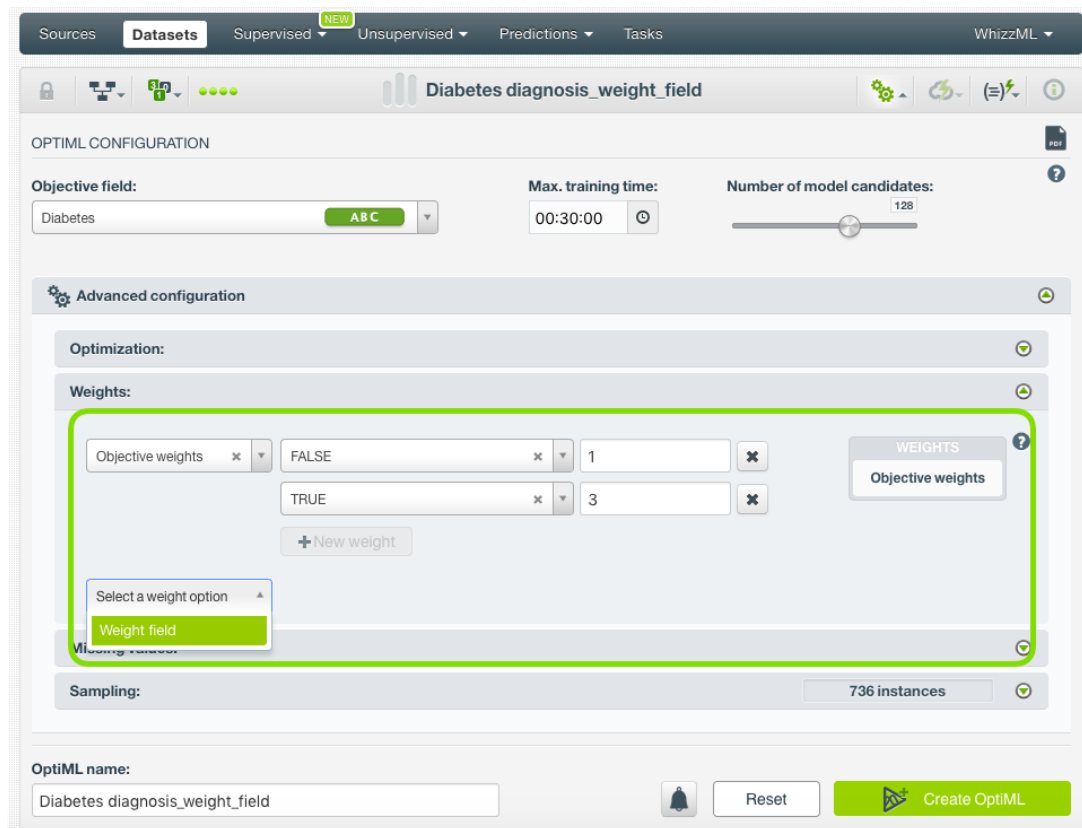 NEW
Sources Datasets Supervised Unsupervised Predictions Tasks WhizzML
Diabetes diagnosis_weight_field
OPTIML CONFIGURATION
PDF
Objective field: Max. training time: Number of model candidates:
128
Diabetes ABC 00:30:00
Advanced configuration
Optimization:
Weights:
Objective weights FALSE 1 WEIGHTS
Objective weights
TRUE 3
New weight
Select a weight option
Weight field
Missing values:
Sampling: 736 instances
OptiML name:
Diabetes diagnosis_weight_field Reset Create OptiML